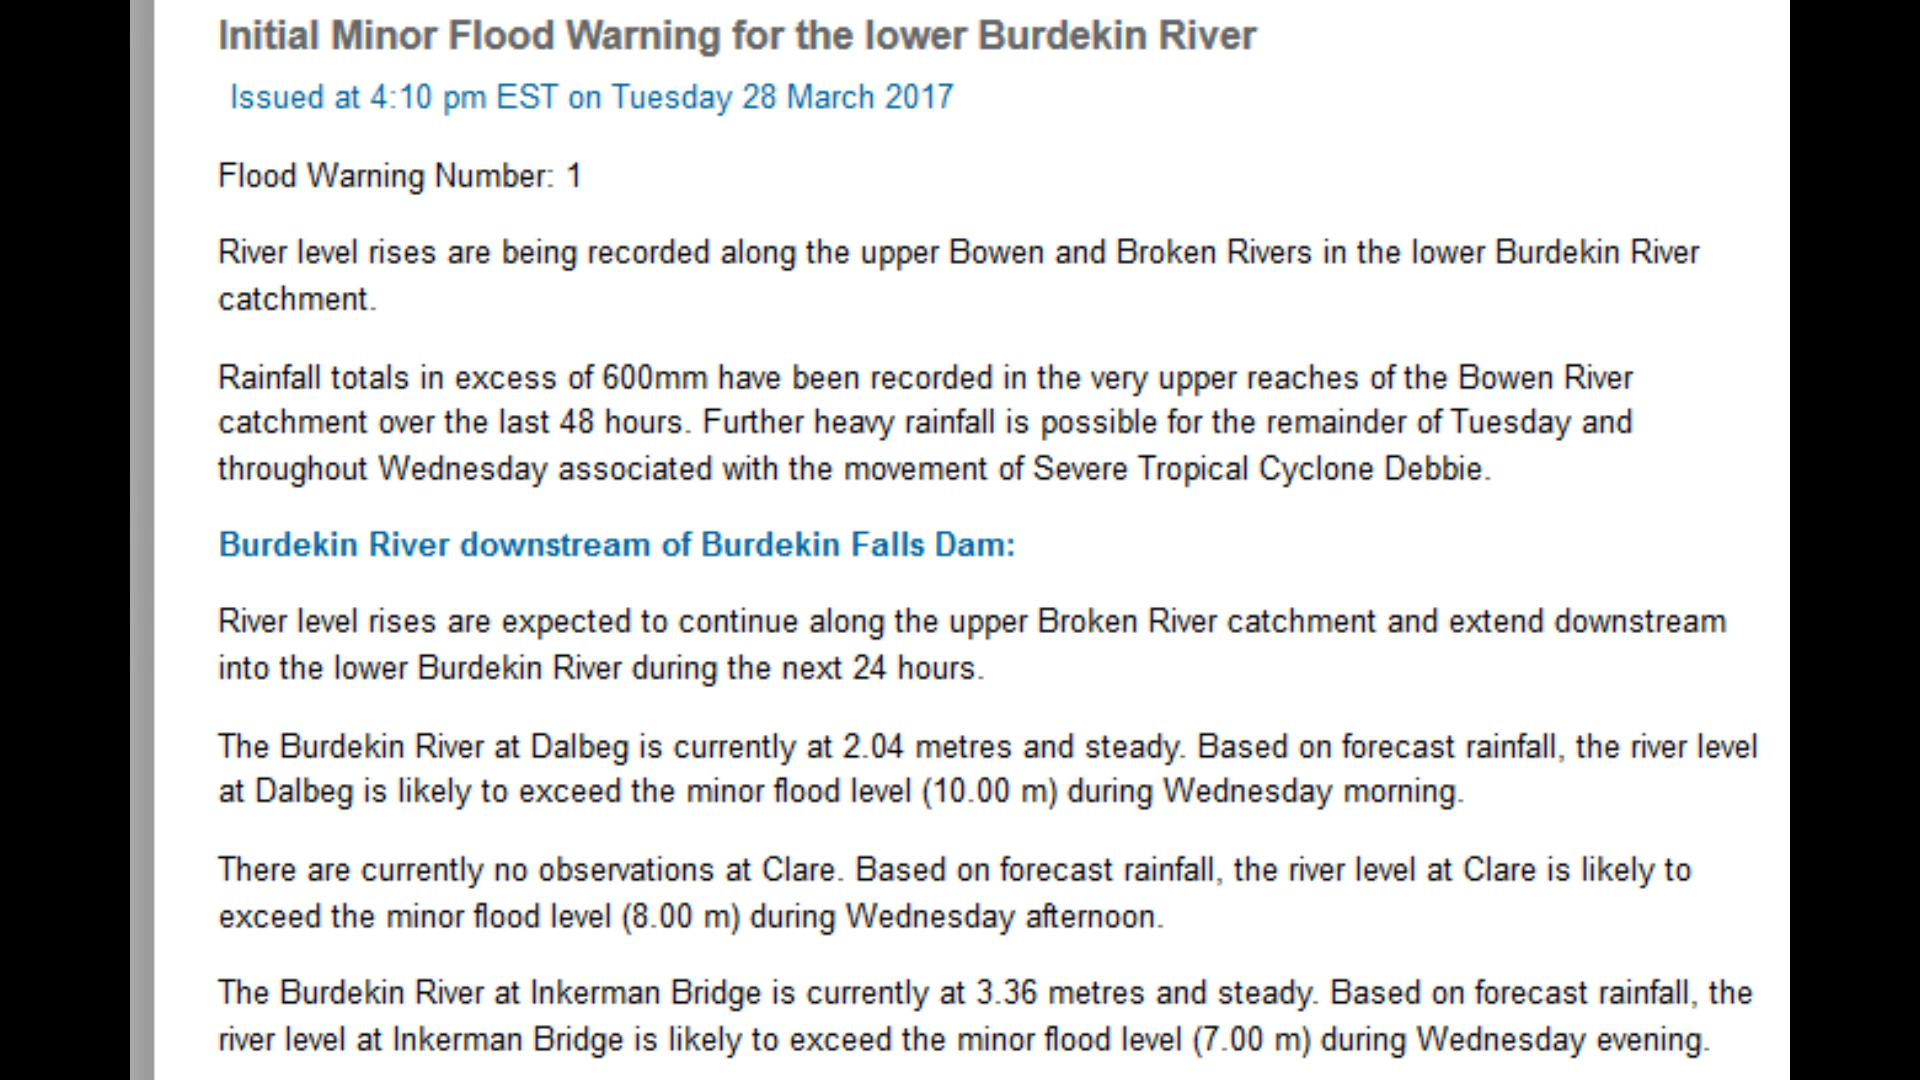 Initial Minor Flood Warning for the lower Burdekin River
Issued at 4:10 pm EST on Tuesday 28 March 2017
Flood Warning Number: 1
River level rises are being recorded along the upper Bowen and Broken Rivers in the lower Burdekin River
catchment.
Rainfall totals in excess of 600mm have been recorded in the very upper reaches of the Bowen River
catchment over the last 48 hours. Further heavy rainfall is possible for the remainder of Tuesday and
throughout Wednesday associated with the movement of Severe Tropical Cyclone Debbie.
Burdekin River downstream of Burdekin Falls Dam:
River level rises are expected to continue along the upper Broken River catchment and extend downstream
into the lower Burdekin River during the next 24 hours.
The Burdekin River at Dalbeg is currently at 2.04 metres and steady. Based on forecast rainfall, the river level
at Dalbeg is likely to exceed the minor flood level (10.00 m) during Wednesday morning.
There are currently no observations at Clare. Based on forecast rainfall, the river level at Clare is likely to
exceed the minor flood level (8.00 m) during Wednesday afternoon.
The Burdekin River at Inkerman Bridge is currently at 3.36 metres and steady. Based on forecast rainfall, the
river level at Inkerman Bridge is likely to exceed the minor flood level (7.00 m) during Wednesday evening.